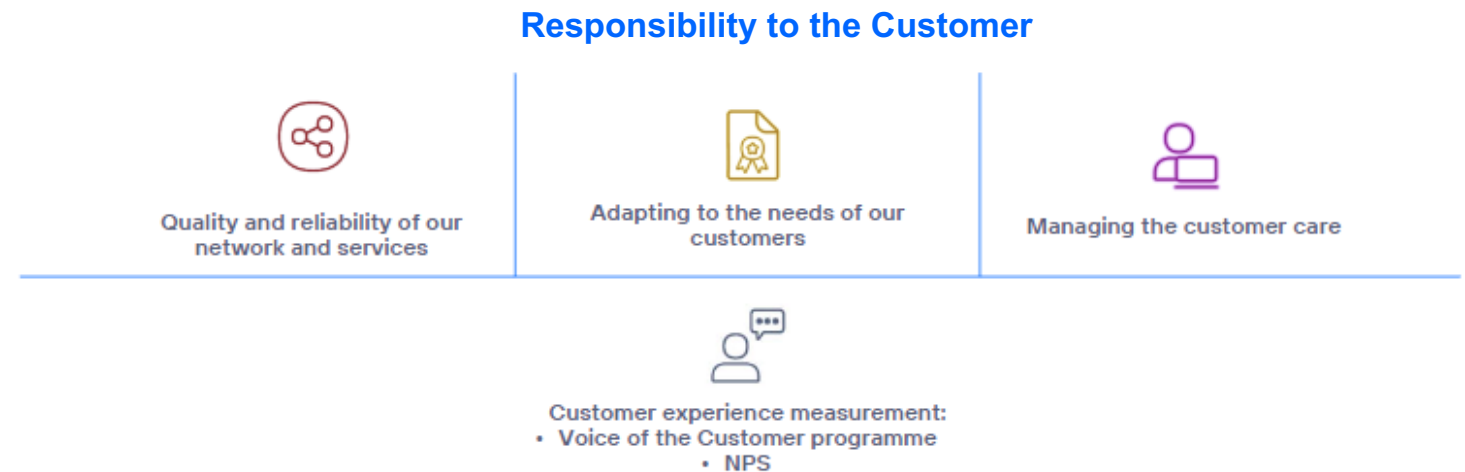 Responsibility to the Customer
Quality and reliability of our
network and services
Adapting to the needs of our
customers
Managing the customer care
Customer experience measurement:
• Voice of the Customer programme
• NPS